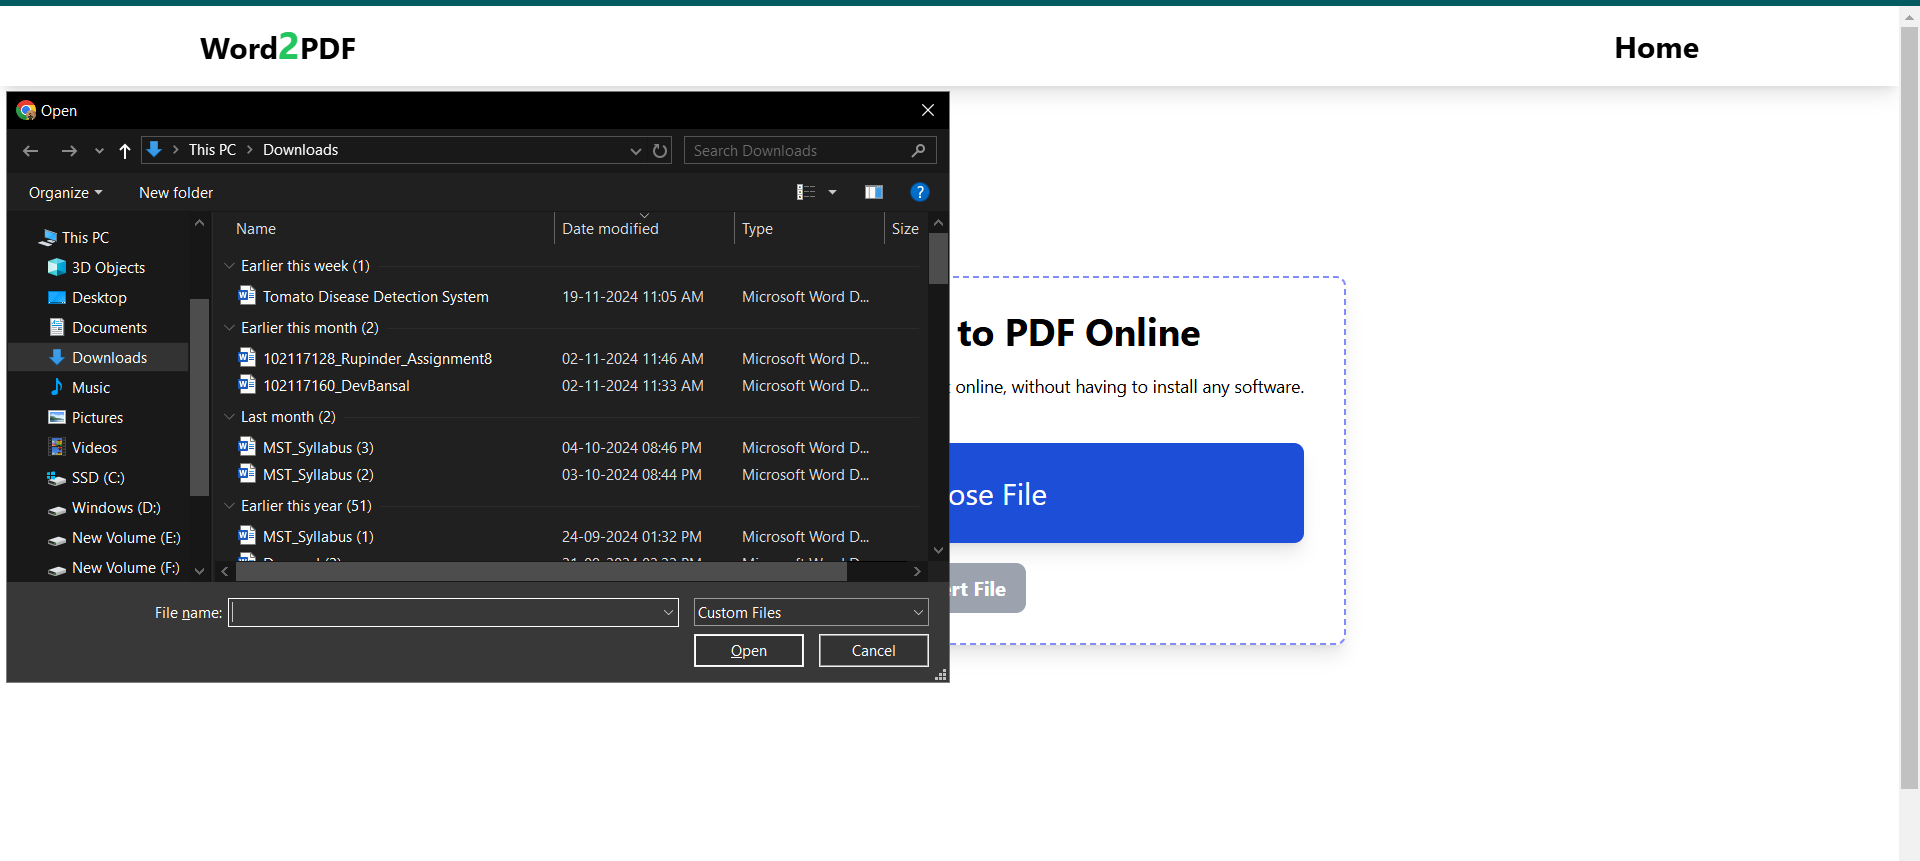 Word2PDF
Home
Open
This PC > Downloads
Search Downloads
Organize
New folder
?
This PC
3D Objects
Desktop
Documents
Downloads
Music
Pictures
Videos
SSD (C:)
Windows (D:)
New Volume (E:)
New Volume (F:)
Name Date modified Type Size
Earlier this week (1)
Tomato Disease Detection System 19-11-2024 11:05 AM Microsoft Word D...
Earlier this month (2)
102117128_Rupinder_Assignment8 02-11-2024 11:46 AM Microsoft Word D...
102117160_DevBansal 02-11-2024 11:33 AM Microsoft Word D...
Last month (2)
MST_Syllabus (3) 04-10-2024 08:46 PM Microsoft Word D...
MST_Syllabus (2) 03-10-2024 08:44 PM Microsoft Word D...
Earlier this year (51)
MST_Syllabus (1) 24-09-2024 01:32 PM Microsoft Word D...
File name:
Custom Files
Open
Cancel
to PDF Online
online, without having to install any software.
ose File
rt File